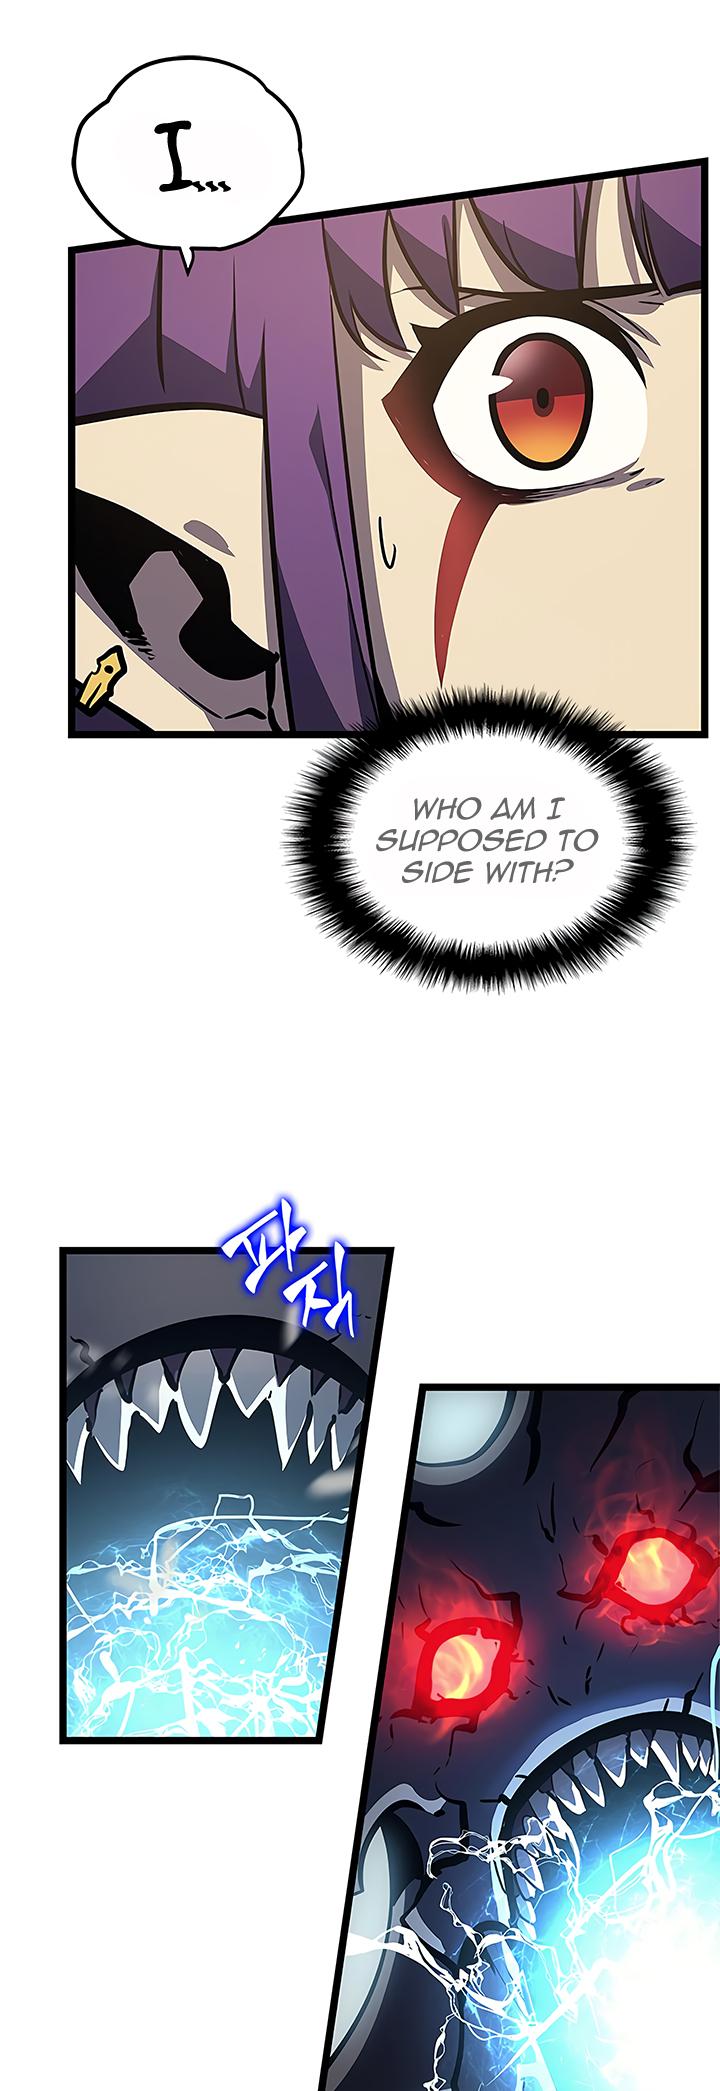 I...
WHO AM I
SUPPOSED TO
SIDE WITH?
파
직